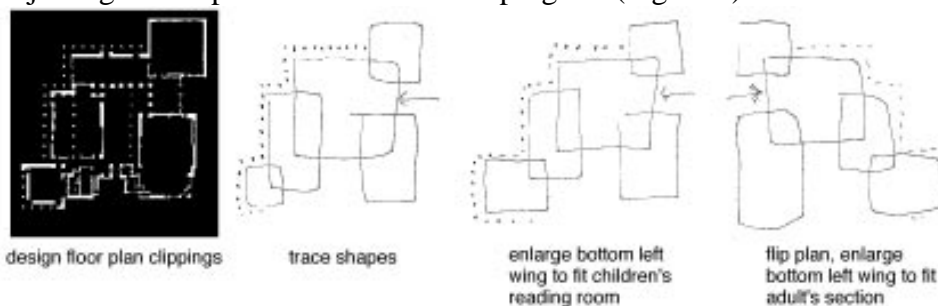 design floor plan clippings
trace shapes
enlarge bottom left
wing to fit children's
reading room
flip plan, enlarge
bottom left wing to fit
adult's section